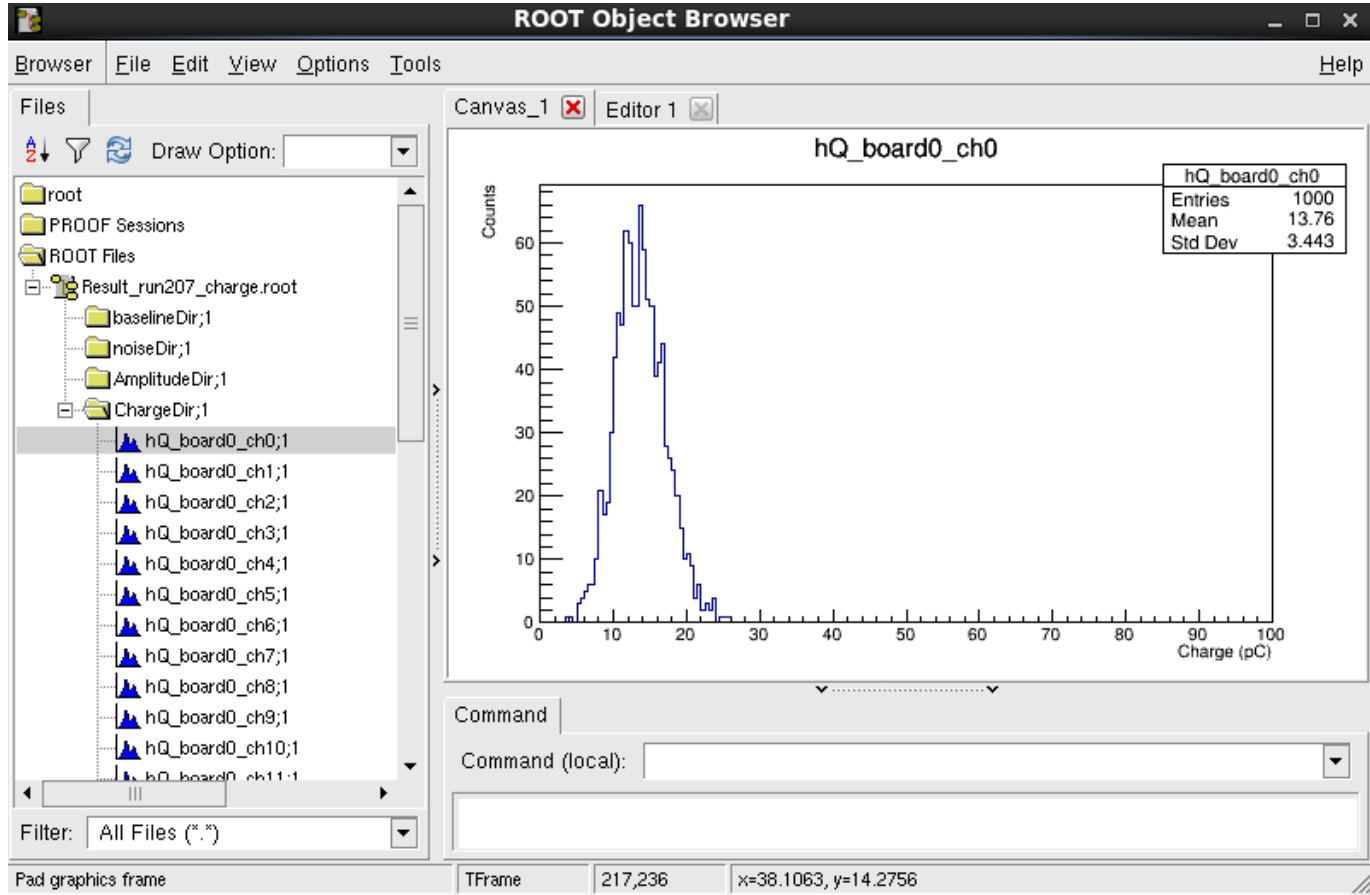 ROOT Object Browser
Browser File Edit View Options Tools Help
Files
Draw Option:
root
PROOF Sessions
ROOT Files
Result_run207_charge.root
baselineDir;1
noiseDir;1
AmplitudeDir;1
ChargeDir;1
hQ_board0_ch0;1
hQ_board0_ch1;1
hQ_board0_ch2;1
hQ_board0_ch3;1
hQ_board0_ch4;1
hQ_board0_ch5;1
hQ_board0_ch6;1
hQ_board0_ch7;1
hQ_board0_ch8;1
hQ_board0_ch9;1
hQ_board0_ch10;1
hQ_board0_ch11;1
Filter: All Files (*.*)
Canvas_1 Editor 1
hQ_board0_ch0
hQ_board0_ch0
Entries 1000
Mean 13.76
Std Dev 3.443
Counts
60
50
40
30
20
10
0
0 10 20 30 40 50 60 70 80 90 100
Charge (pC)
Command
Command (local):
Pad graphics frame TFrame 217,236 x=38.1063, y=14.2756